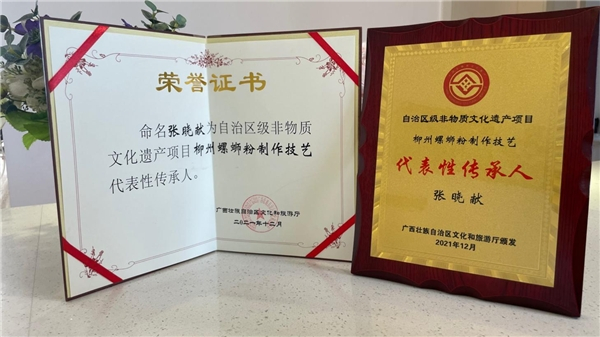 荣誉证书
命名张晓献为自治区级非物质
文化遗产项目柳州螺蛳粉制作技艺
代表性传承人。
广西壮族自治区文化和旅游厅
二〇二一年十二月
自治区级非物质文化遗产项目
柳州螺蛳粉制作技艺
代表性传承人
张晓献
广西壮族自治区文化和旅游厅颁发
2021年12月